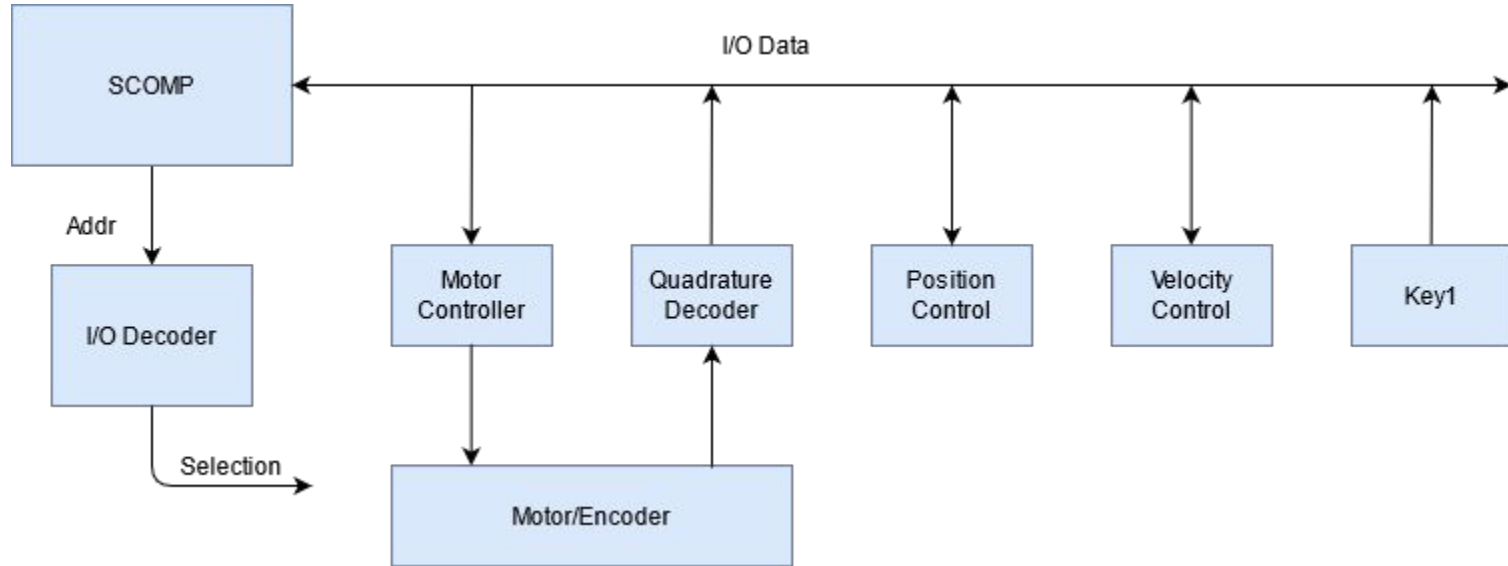 I/O Data
SCOMP
Addr
Motor
Controller
Quadrature
Decoder
Position
Control
Velocity
Control
Key1
I/O Decoder
Selection
Motor/Encoder